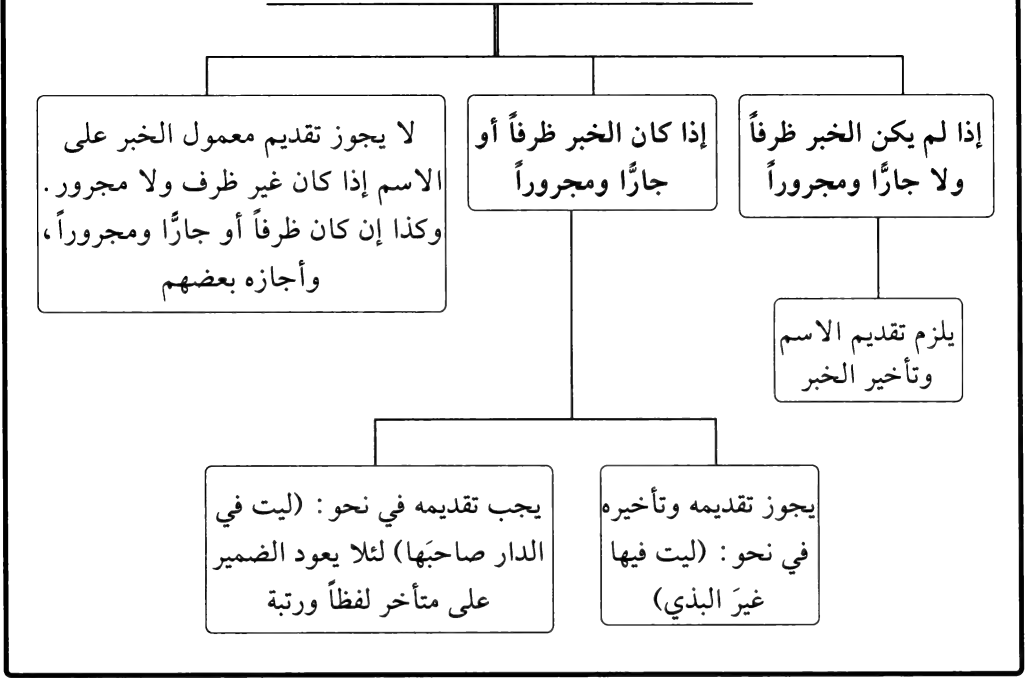 إذا لم يكن الخبر ظرفاً
ولا جارًّا ومجروراً
إذا كان الخبر ظرفاً أو
جارًّا ومجروراً
لا يجوز تقديم معمول الخبر على
الاسم إذا كان غير ظرف ولا مجرور.
وكذا إن كان ظرفاً أو جارًّا ومجروراً،
وأجازه بعضهم
يلزم تقديم الاسم
وتأخير الخبر
يجوز تقديمه وتأخيره
في نحو: (ليت فيها
غيرَ البذي)
يجب تقديمه في نحو: (ليت في
الدار صاحبَها) لئلا يعود الضمير
على متأخر لفظاً ورتبة